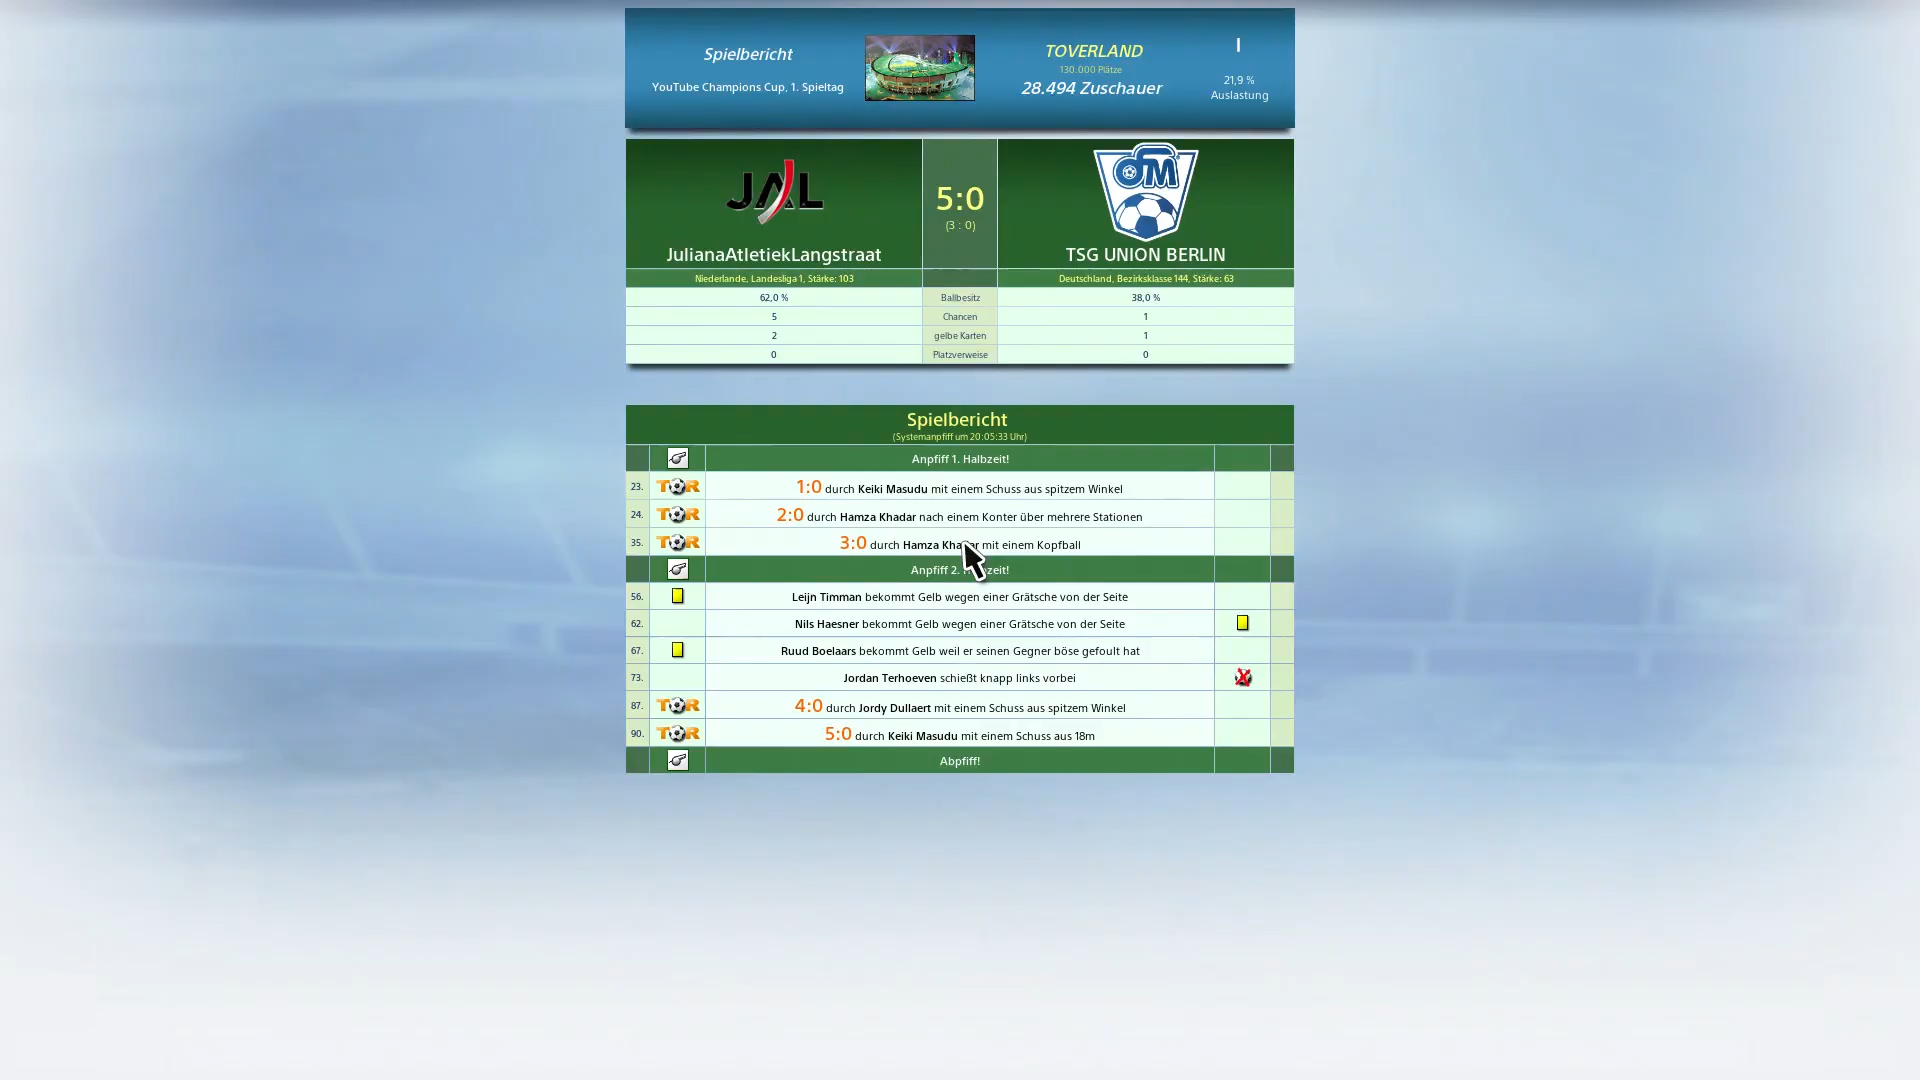 Spielbericht
YouTube Champions Cup, 1. Spieltag
TOVERLAND
130.000 Plätze
28.494 Zuschauer
21,9 %
Auslastung
JAL
5:0
(3 : 0)
OFM
JulianaAtletiekLangstraat
TSG UNION BERLIN
Niederlande, Landesliga 1, Stärke: 103
Deutschland, Bezirksklasse 144, Stärke: 63
62,0 % Ballbesitz 38,0 %
5 Chancen 1
2 gelbe Karten 1
0 Platzverweise 0
Spielbericht
(Systemanpfiff um 20:05:33 Uhr)
Anpfiff 1. Halbzeit!
23. TOR 1:0 durch Keiki Masudu mit einem Schuss aus spitzem Winkel
24. TOR 2:0 durch Hamza Khadar nach einem Konter über mehrere Stationen
35. TOR 3:0 durch Hamza Khadar mit einem Kopfball
Anpfiff 2. Halbzeit!
56. Leijn Timman bekommt Gelb wegen einer Grätsche von der Seite
62. Nils Haesner bekommt Gelb wegen einer Grätsche von der Seite
67. Ruud Boelaars bekommt Gelb weil er seinen Gegner böse gefoult hat
73. Jordan Terhoeven schießt knapp links vorbei
87. TOR 4:0 durch Jordy Dullaert mit einem Schuss aus spitzem Winkel
90. TOR 5:0 durch Keiki Masudu mit einem Schuss aus 18m
Abpfiff!